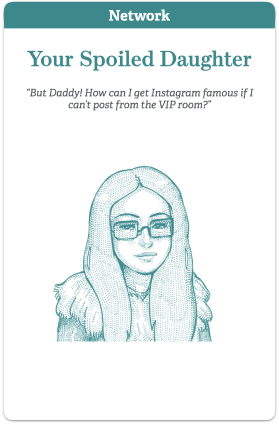 Network
Your Spoiled Daughter
"But Daddy! How can I get Instagram famous if I
can't post from the VIP room?"